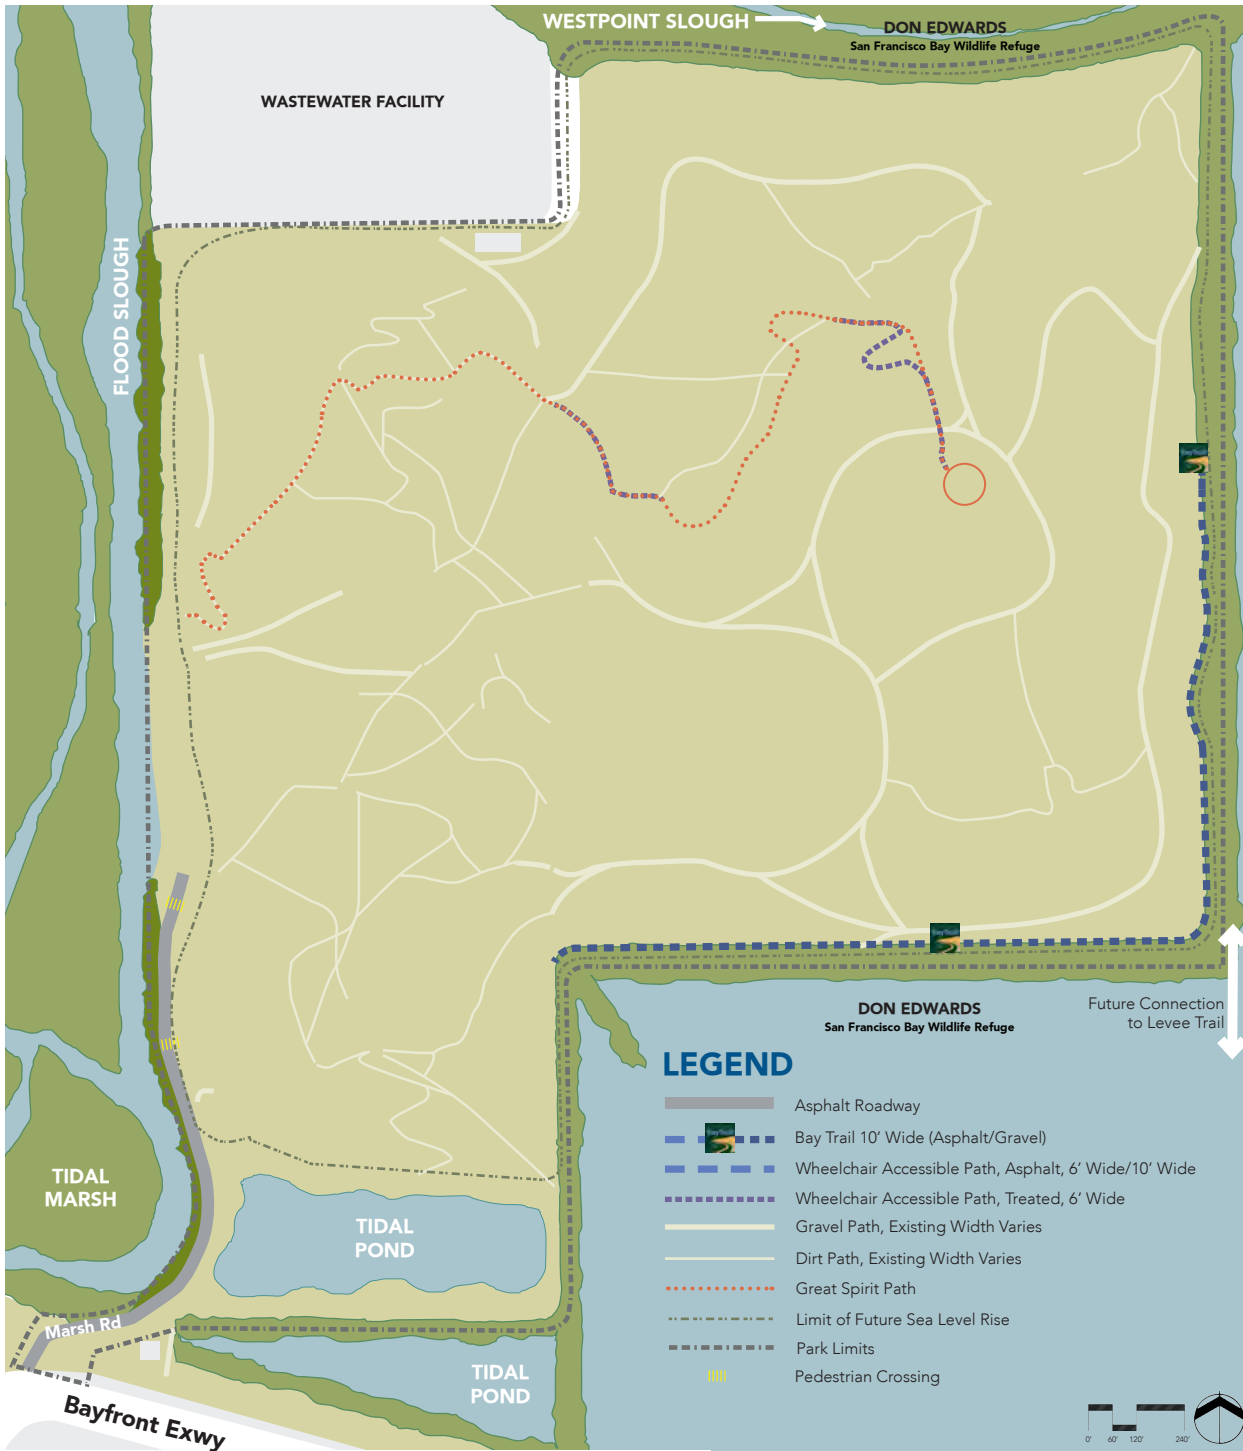 WESTPOINT SLOUGH
DON EDWARDS
San Francisco Bay Wildlife Refuge
WASTEWATER FACILITY
FLOOD SLOUGH
DON EDWARDS
San Francisco Bay Wildlife Refuge
Future Connection
to Levee Trail
LEGEND
Asphalt Roadway
Bay Trail
Bay Trail 10' Wide (Asphalt/Gravel)
Wheelchair Accessible Path, Asphalt, 6' Wide/10' Wide
Wheelchair Accessible Path, Treated, 6' Wide
Gravel Path, Existing Width Varies
Dirt Path, Existing Width Varies
Great Spirit Path
Limit of Future Sea Level Rise
Park Limits
Pedestrian Crossing
TIDAL
MARSH
TIDAL
POND
Marsh Rd
TIDAL
POND
Bayfront Exwy
0' 60' 120' 240'